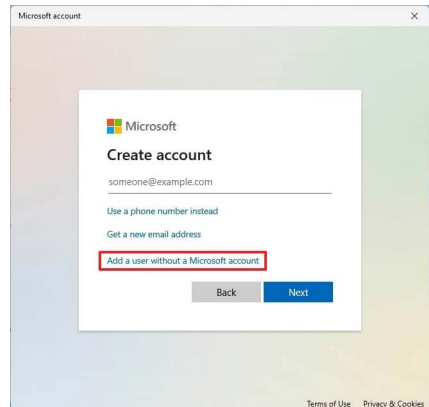 Microsoft account
Microsoft
Create account
someone@example.com
Use a phone number instead
Get a new email address
Add a user without a Microsoft account
Back Next
Terms of Use Privacy & Cookies